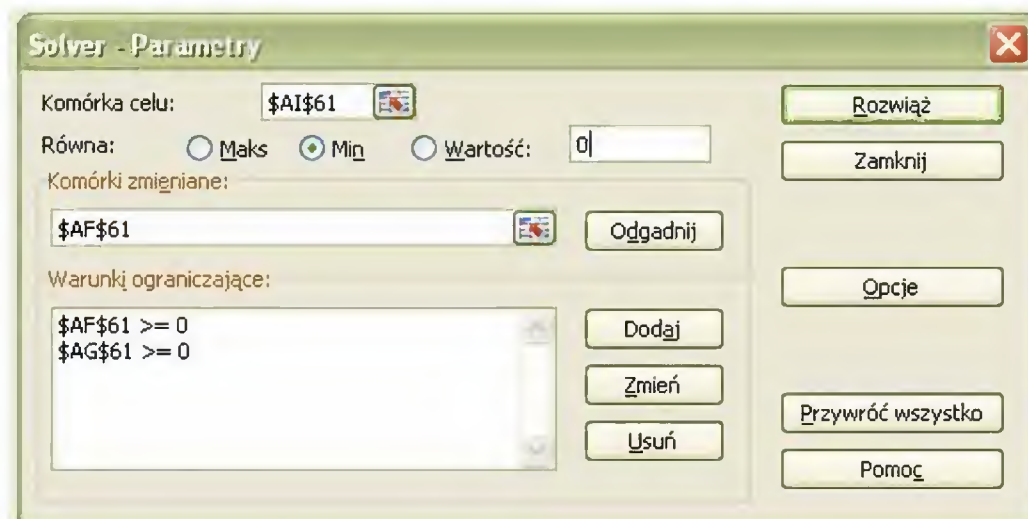 Solver - Parametry
Komórka celu: $AI$61
Rozwiąż
Równa: Maks Min Wartość: 0
Zamknij
Komórki zmieniane:
$AF$61 Odgadnij
Warunki ograniczające:
Opcje
$AF$61 >= 0
$AG$61 >= 0
Dodaj
Zmień
Przywróć wszystko
Usuń
Pomoc